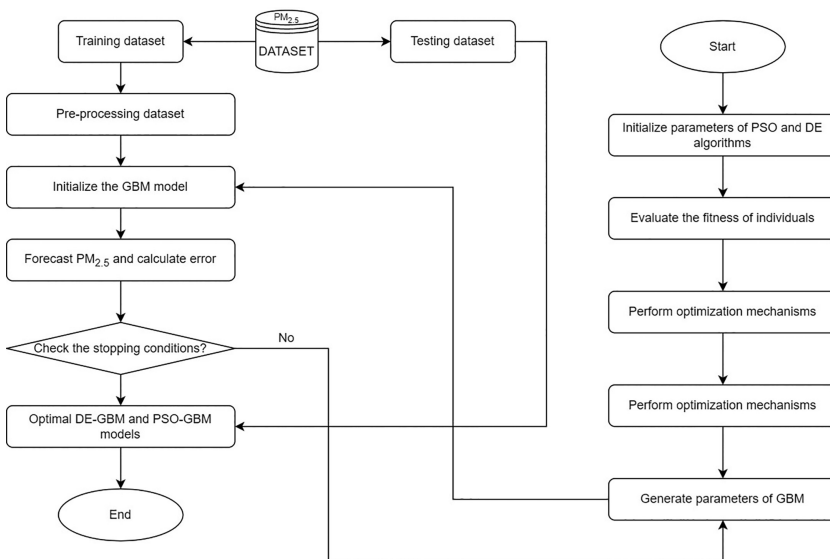 PM2.5
DATASET
Training dataset
Testing dataset
Pre-processing dataset
Initialize the GBM model
Forecast PM2.5 and calculate error
Check the stopping conditions?
No
Optimal DE-GBM and PSO-GBM
models
End
Start
Initialize parameters of PSO and DE
algorithms
Evaluate the fitness of individuals
Perform optimization mechanisms
Perform optimization mechanisms
Generate parameters of GBM